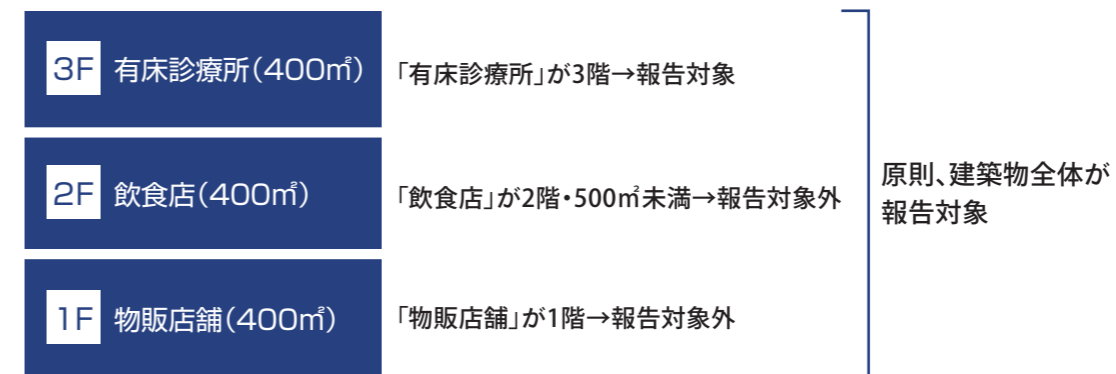 3F 有床診療所（400㎡）
「有床診療所」が3階→報告対象
2F 飲食店（400㎡）
「飲食店」が2階・500㎡未満→報告対象外
1F 物販店舗（400㎡）
「物販店舗」が1階→報告対象外
原則、建築物全体が
報告対象